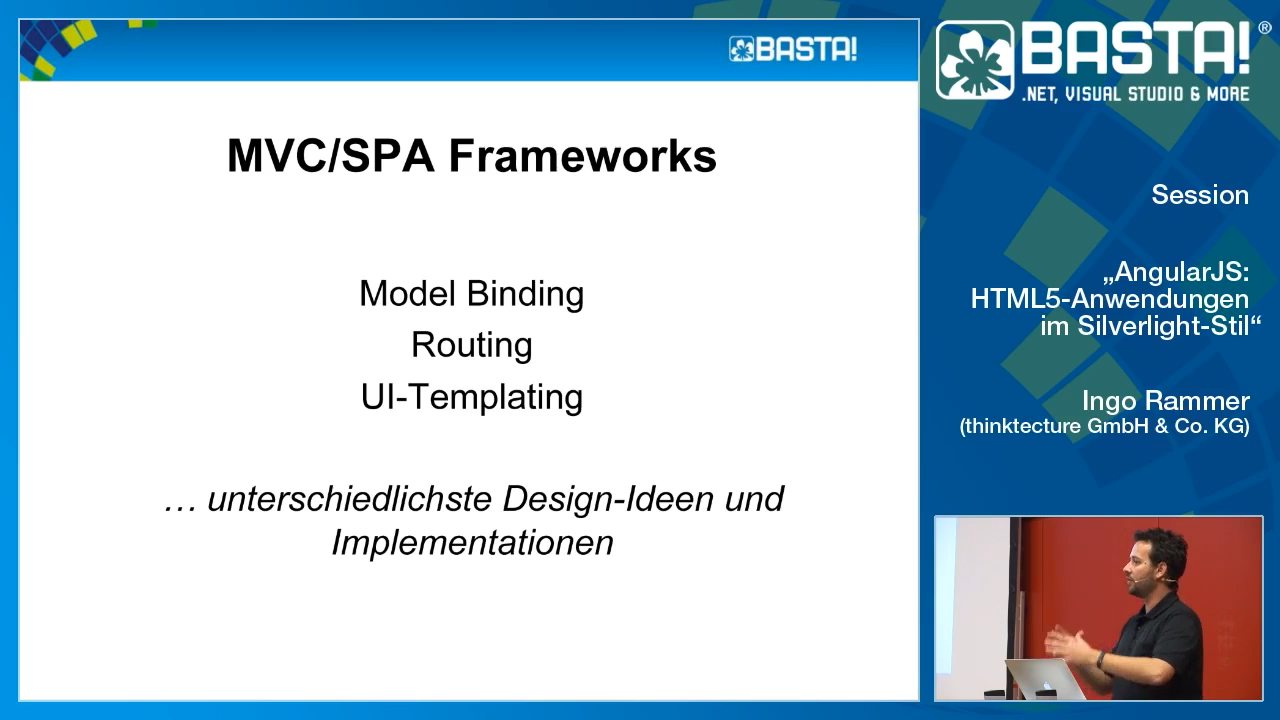 BASTA!
MVC/SPA Frameworks
Model Binding
Routing
UI-Templating
… unterschiedlichste Design-Ideen und
Implementationen
BASTA!®
.NET, VISUAL STUDIO & MORE
Session
„AngularJS:
HTML5-Anwendungen
im Silverlight-Stil“
Ingo Rammer
(thinktecture GmbH & Co. KG)